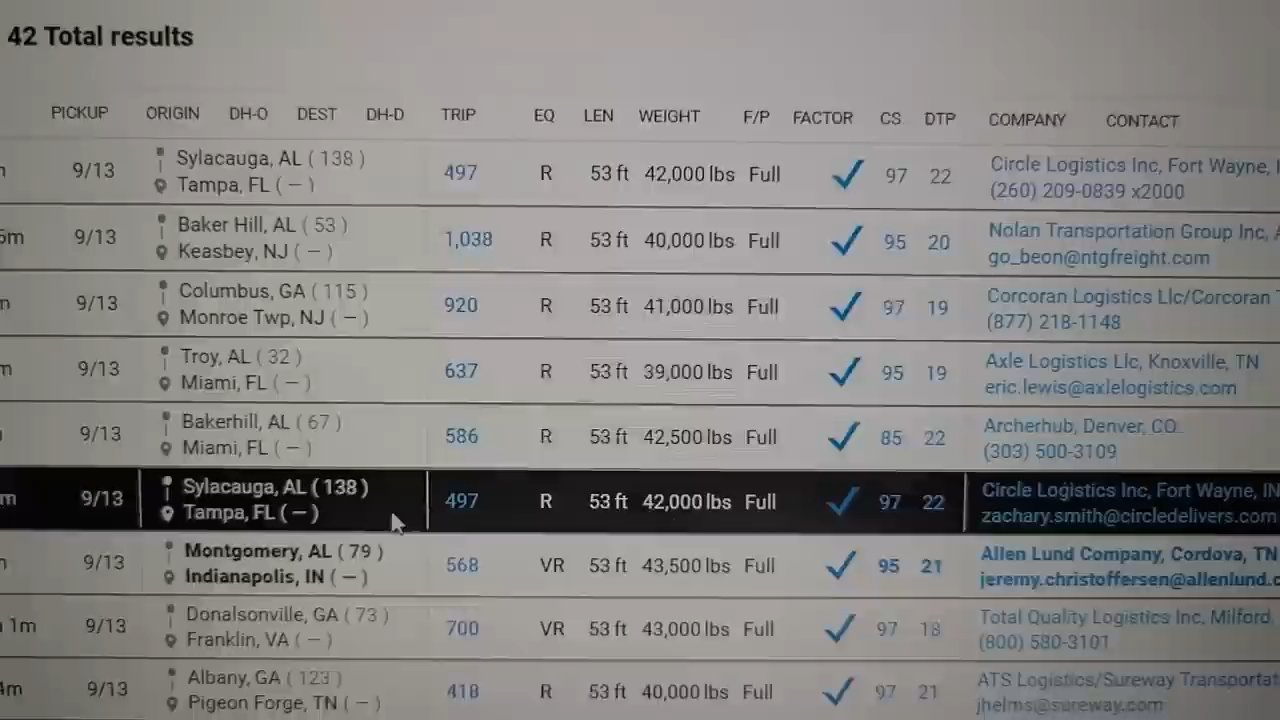 42 Total results
PICKUP ORIGIN DH-O DEST DH-D TRIP EQ LEN WEIGHT F/P FACTOR CS DTP COMPANY CONTACT
9/13 Sylacauga, AL ( 138 ) 497 R 53 ft 42,000 lbs Full 97 22 Circle Logistics Inc, Fort Wayne,
Tampa, FL ( – ) (260) 209-0839 x2000
5m 9/13 Baker Hill, AL ( 53 ) 1,038 R 53 ft 40,000 lbs Full 95 20 Nolan Transportation Group Inc,
Keasbey, NJ ( – ) go_beon@ntgfreight.com
9/13 Columbus, GA ( 115 ) 920 R 53 ft 41,000 lbs Full 97 19 Corcoran Logistics Llc/Corcoran
Monroe Twp, NJ ( – ) (877) 218-1148
m 9/13 Troy, AL ( 32 ) 637 R 53 ft 39,000 lbs Full 95 19 Axle Logistics Llc, Knoxville, TN
Miami, FL ( – ) eric.lewis@axlelogistics.com
9/13 Bakerhill, AL ( 67 ) 586 R 53 ft 42,500 lbs Full 85 22 Archerhub, Denver, CO
Miami, FL ( – ) (303) 500-3109
m 9/13 Sylacauga, AL ( 138 ) 497 R 53 ft 42,000 lbs Full 97 22 Circle Logistics Inc, Fort Wayne, IN
Tampa, FL ( – ) zachary.smith@circledelivers.com
9/13 Montgomery, AL ( 79 ) 568 VR 53 ft 43,500 lbs Full 95 21 Allen Lund Company, Cordova, TN
Indianapolis, IN ( – ) jeremy.christoffersen@allenlund.c
1m 9/13 Donalsonville, GA ( 73 ) 700 VR 53 ft 43,000 lbs Full 97 18 Total Quality Logistics Inc, Milford,
Franklin, VA ( – ) (800) 580-3101
4m 9/13 Albany, GA ( 123 ) 418 R 53 ft 40,000 lbs Full 97 21 ATS Logistics/Sureway Transportat
Pigeon Forge, TN ( – ) jhelms@sureway.com